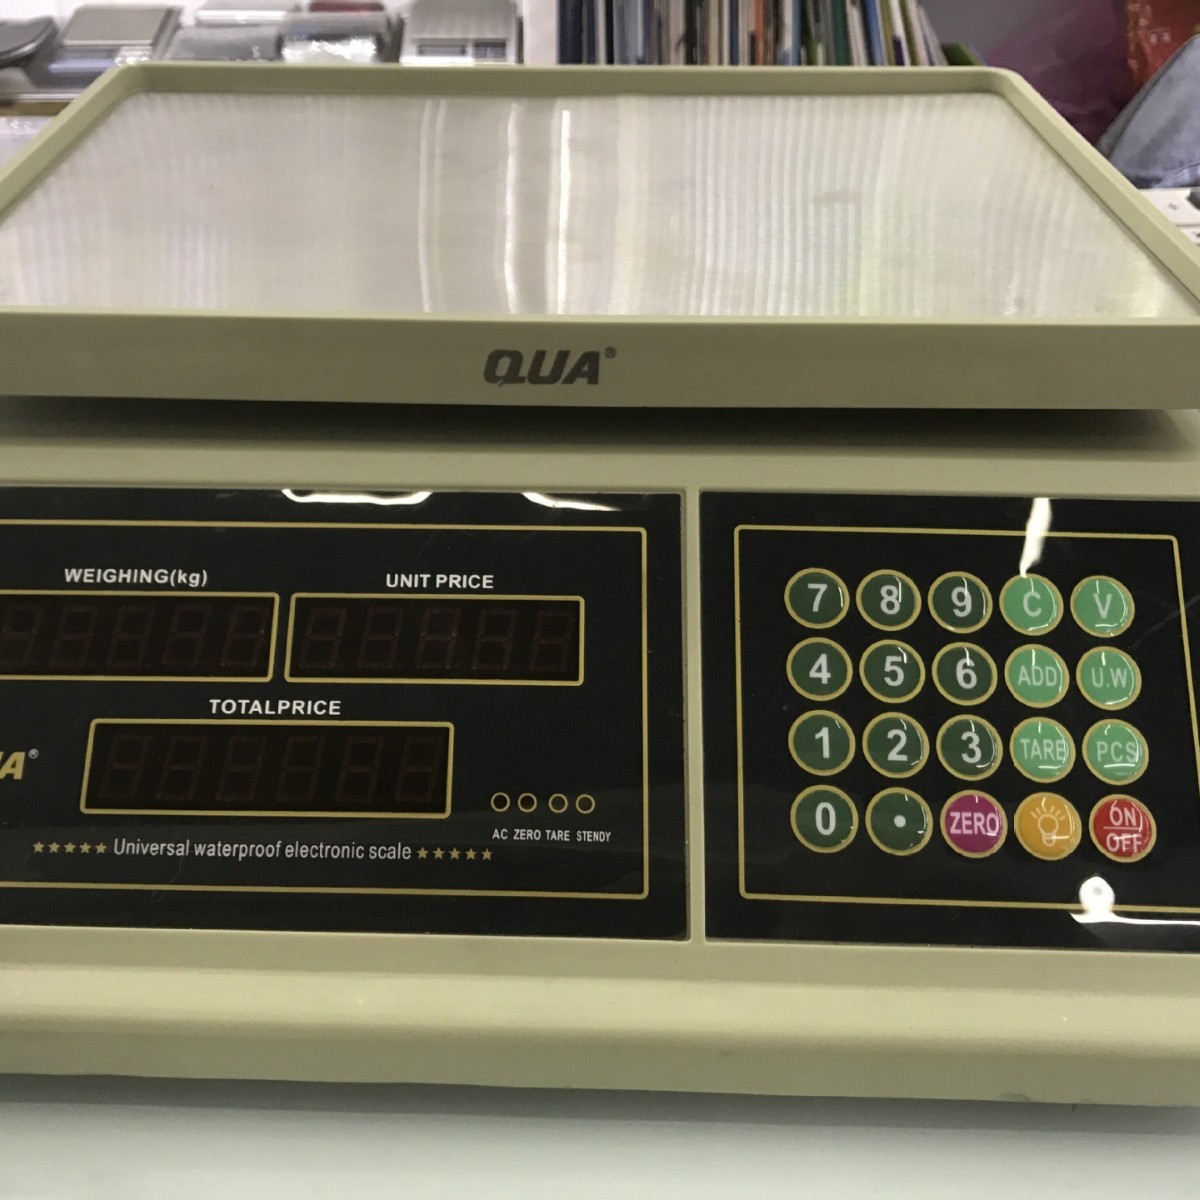 QUA®
WEIGHING(kg)
UNIT PRICE
TOTALPRICE
AC ZERO TARE STENDY
★★★★★ Universal waterproof electronic scale ★★★★★
7 8 9 C V
4 5 6 ADD U.W
1 2 3 TARE PCS
0 . ZERO ON
OFF